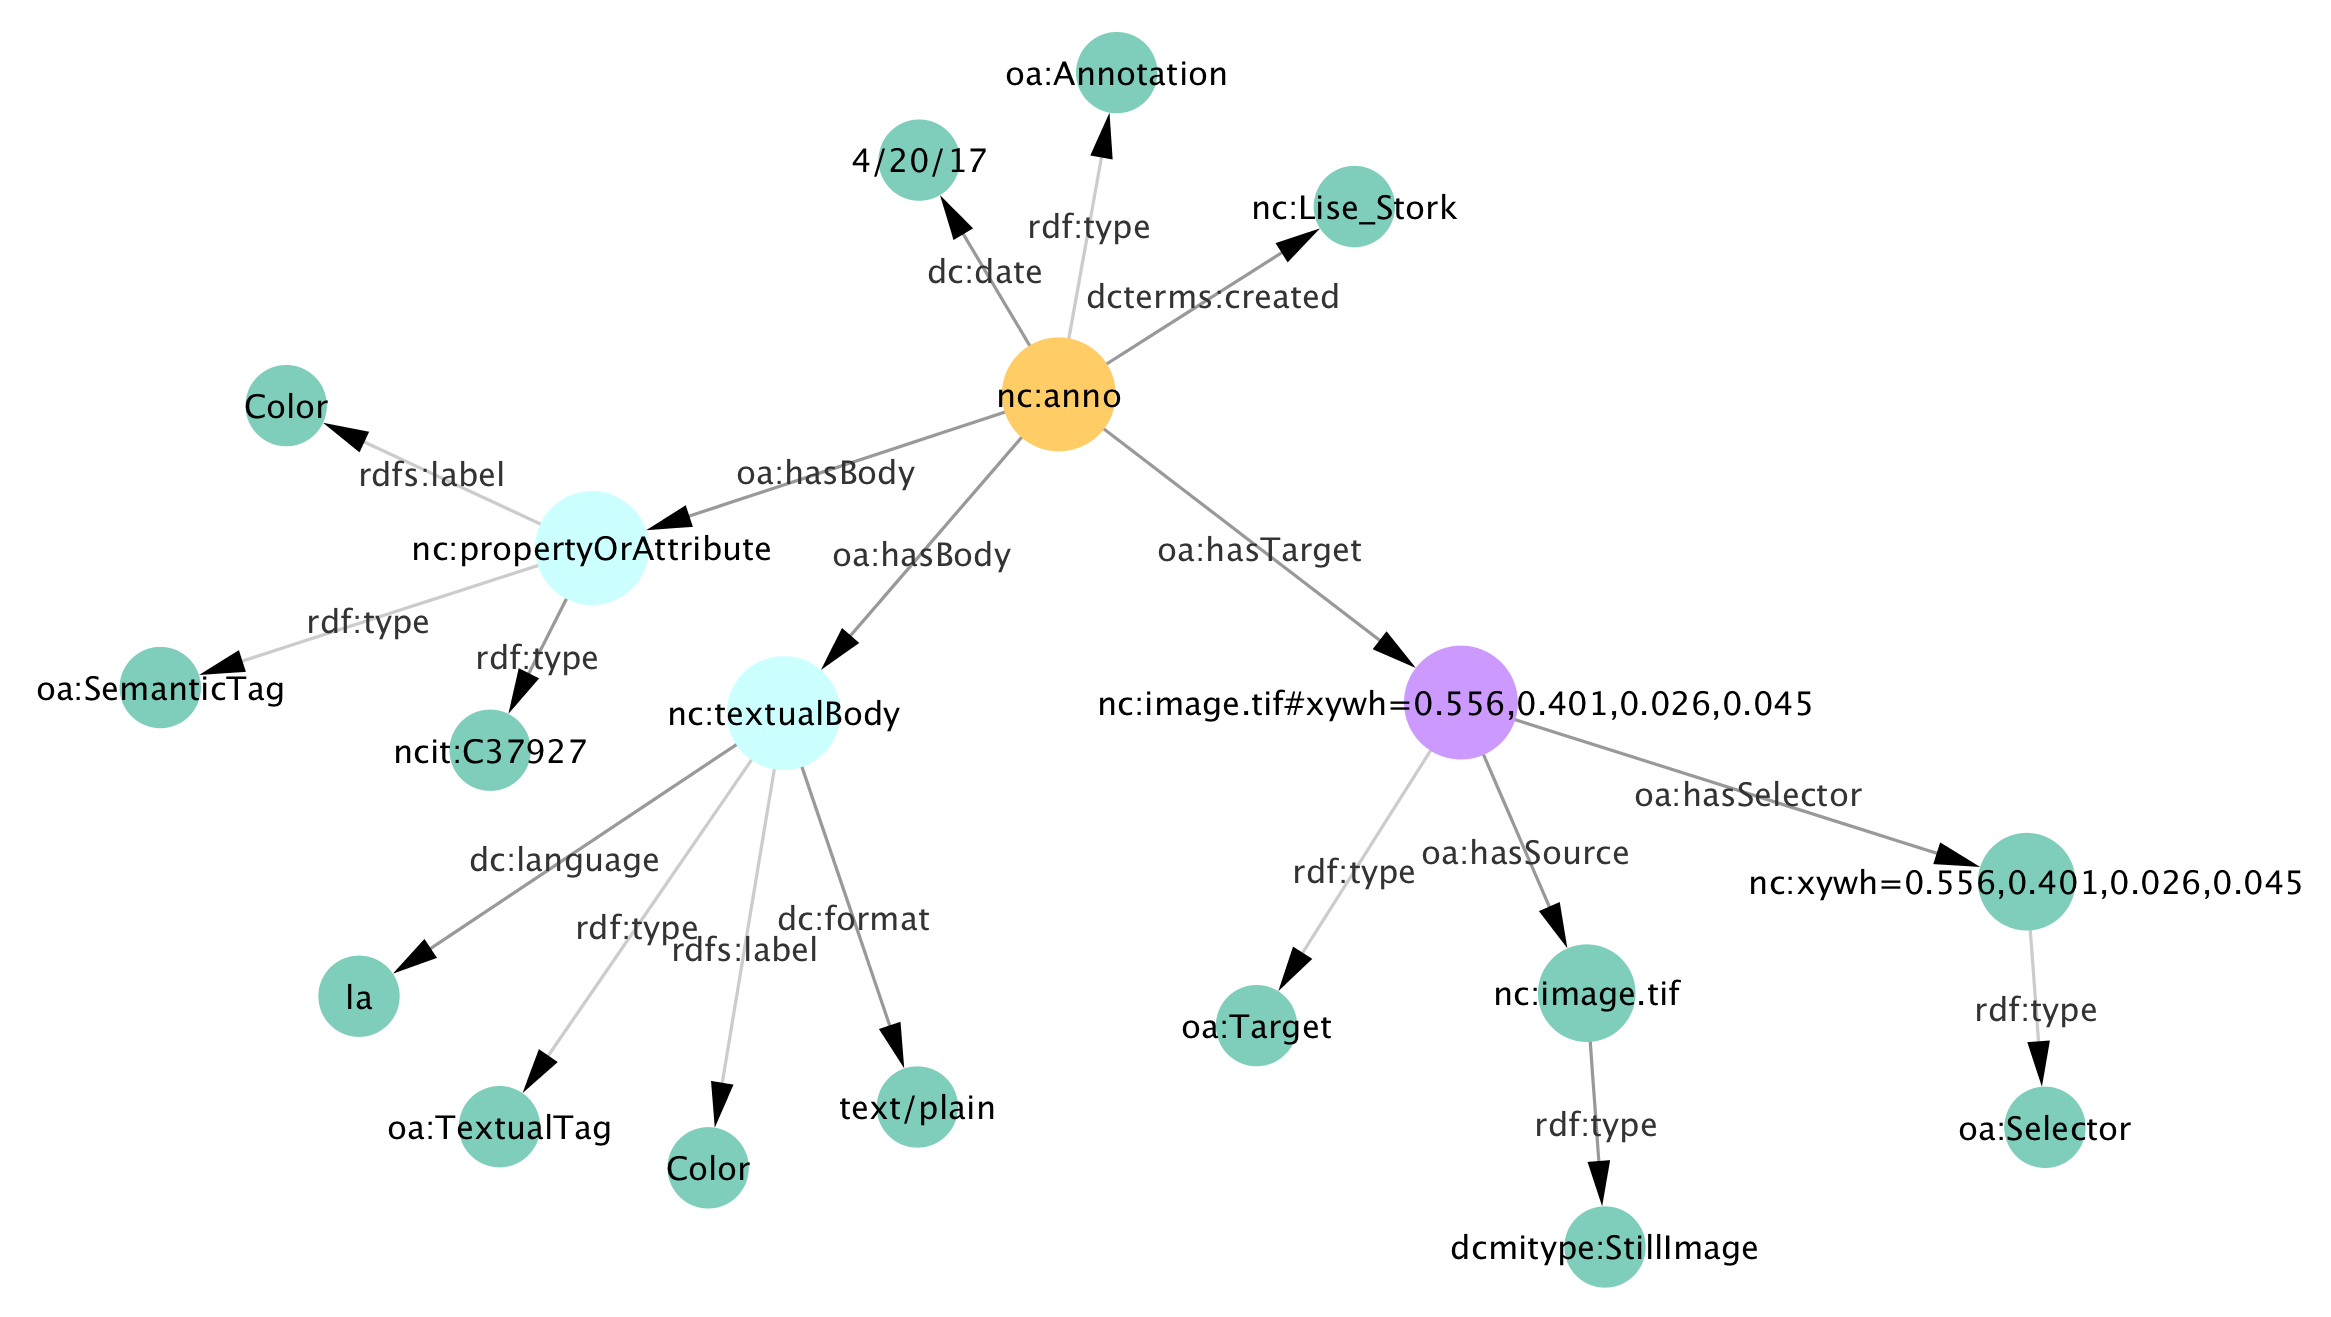 oa:Annotation
4/20/17
nc:Lise_Stork
rdf:type
dc:date
dcterms:created
nc:anno
Color
rdfs:label
oa:hasBody
nc:propertyOrAttribute
oa:hasBody
oa:hasTarget
rdf:type
rdf:type
oa:SemanticTag
ncit:C37927
nc:textualBody
nc:image.tif#xywh=0.556,0.401,0.026,0.045
oa:hasSelector
dc:language
rdf:type
oa:hasSource
nc:xywh=0.556,0.401,0.026,0.045
rdf:type
rdfs:label
dc:format
la
nc:image.tif
rdf:type
oa:Target
oa:TextualTag
Color
text/plain
rdf:type
oa:Selector
dcmitype:StillImage